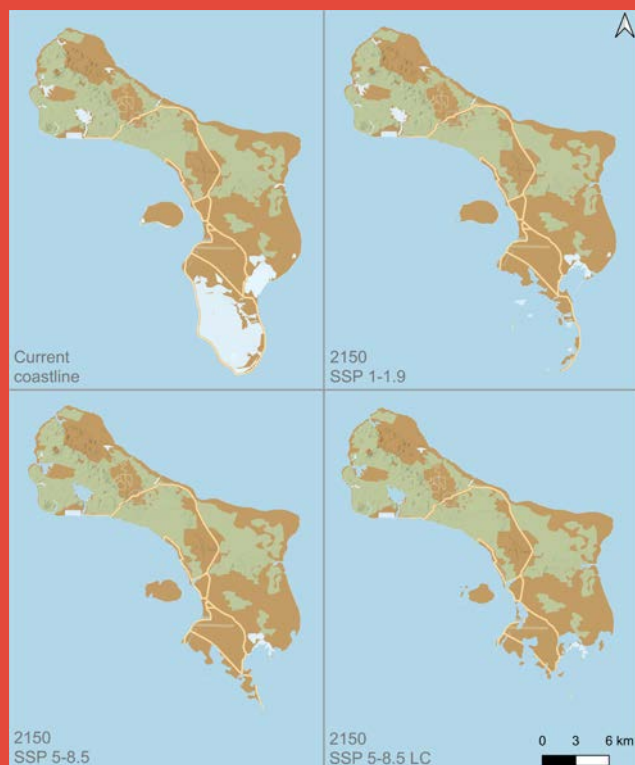 Current
coastline
2150
SSP 1-1.9
2150
SSP 5-8.5
2150
SSP 5-8.5 LC
0 3 6 km